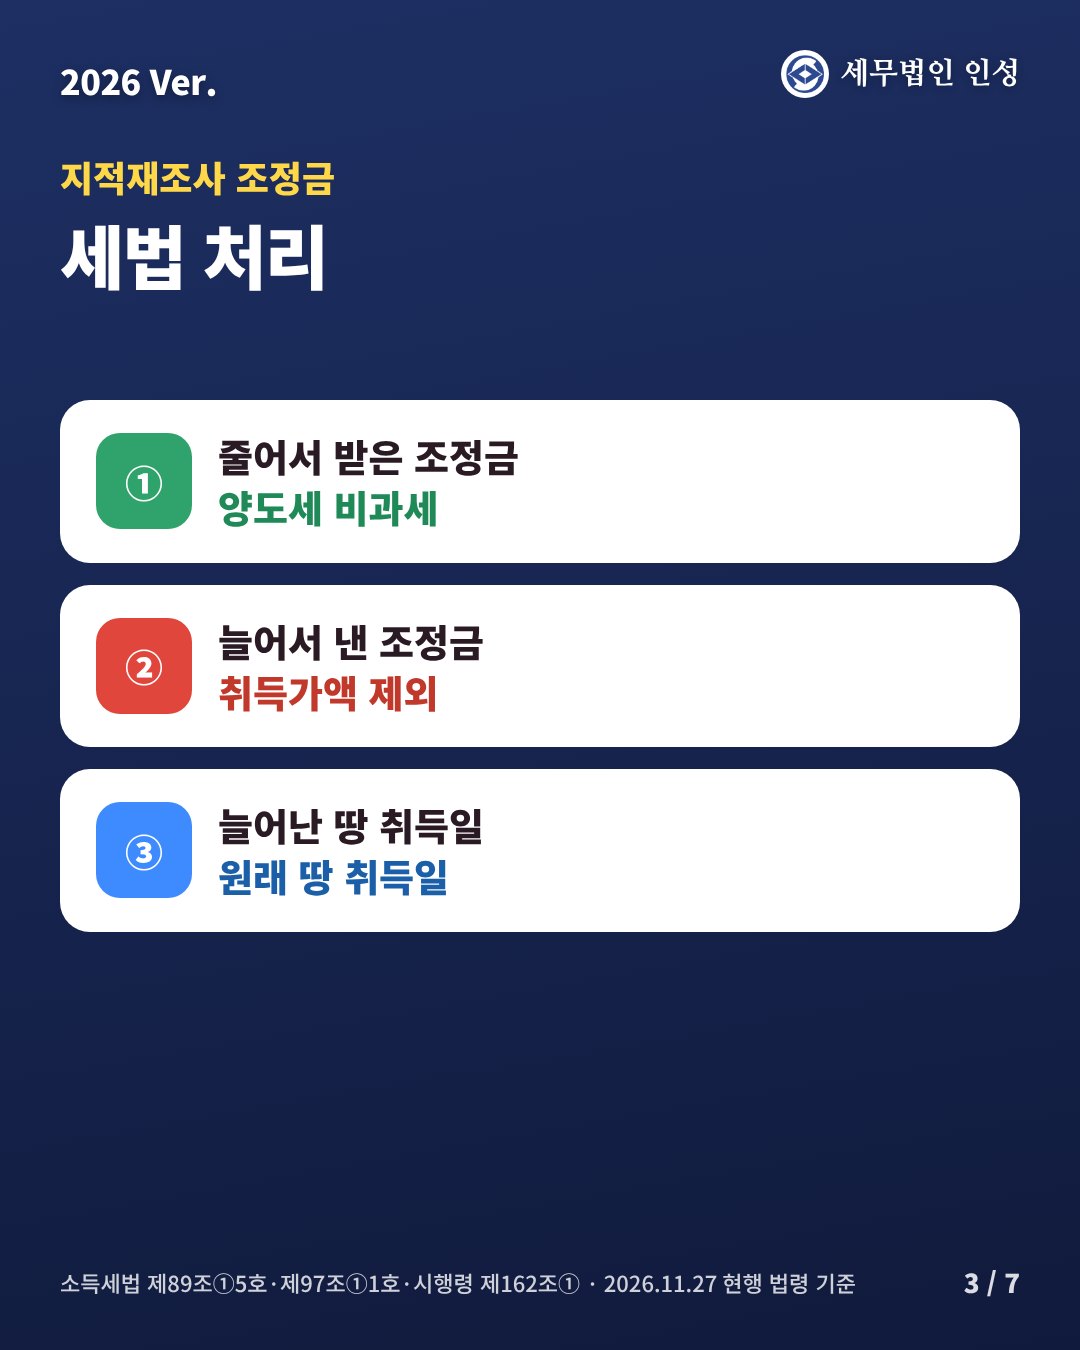 2026 Ver.
세무법인 인성
지적재조사 조정금
세법 처리
①
줄어서 받은 조정금
양도세 비과세
②
늘어서 낸 조정금
취득가액 제외
③
늘어난 땅 취득일
원래 땅 취득일
소득세법 제89조①5호·제97조①1호·시행령 제162조① · 2026.11.27 현행 법령 기준
3 / 7